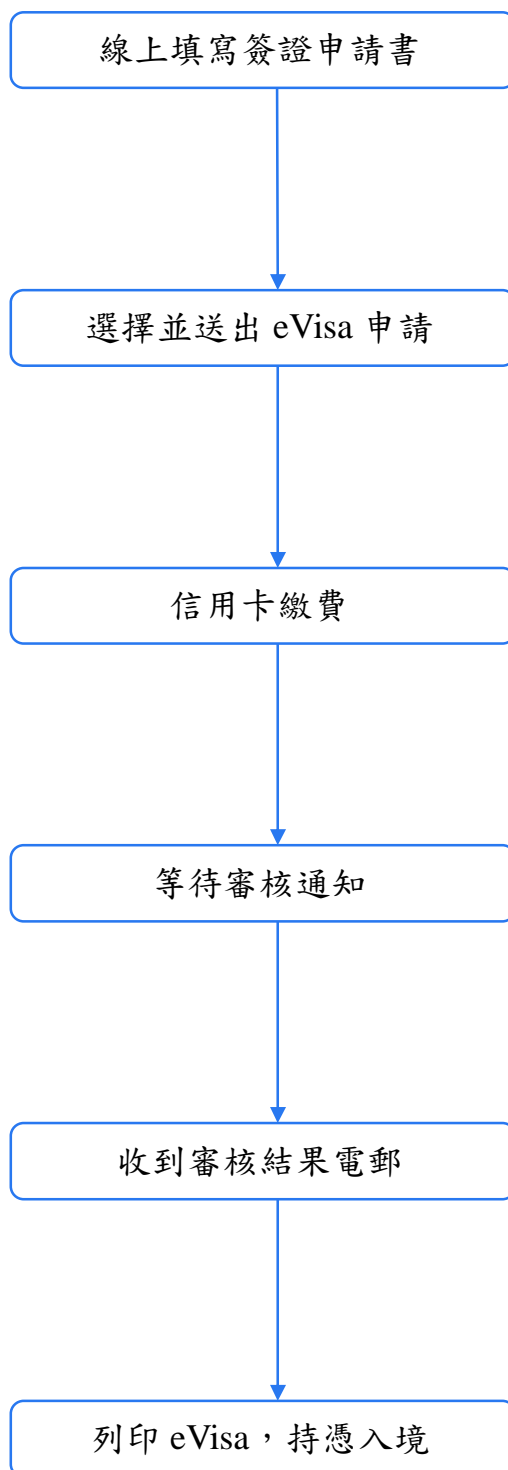 線上填寫簽證申請書
選擇並送出 eVisa 申請
信用卡繳費
等待審核通知
收到審核結果電郵
列印 eVisa，持憑入境